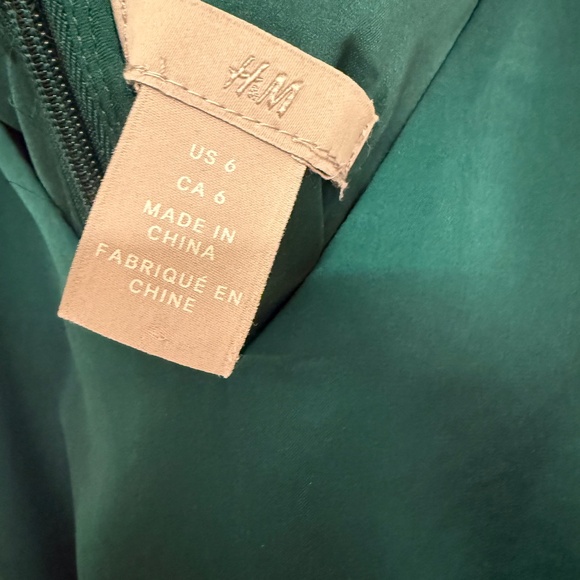 H&M
US 6
CA 6
MADE IN
CHINA
FABRIQUÉ EN
CHINE